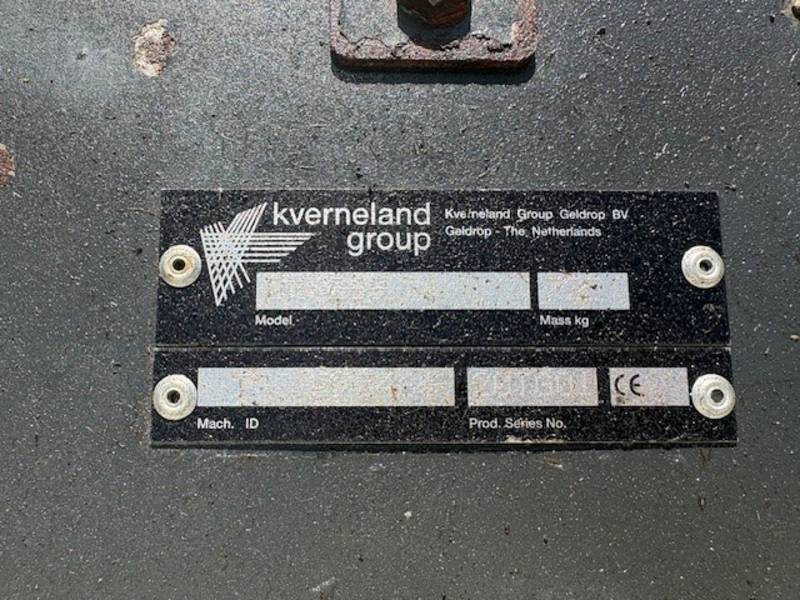 kverneland
group
Kverneland Group Geldrop BV
Geldrop - The Netherlands
Model
Mass kg
Mach. ID
Prod. Series No.
CE